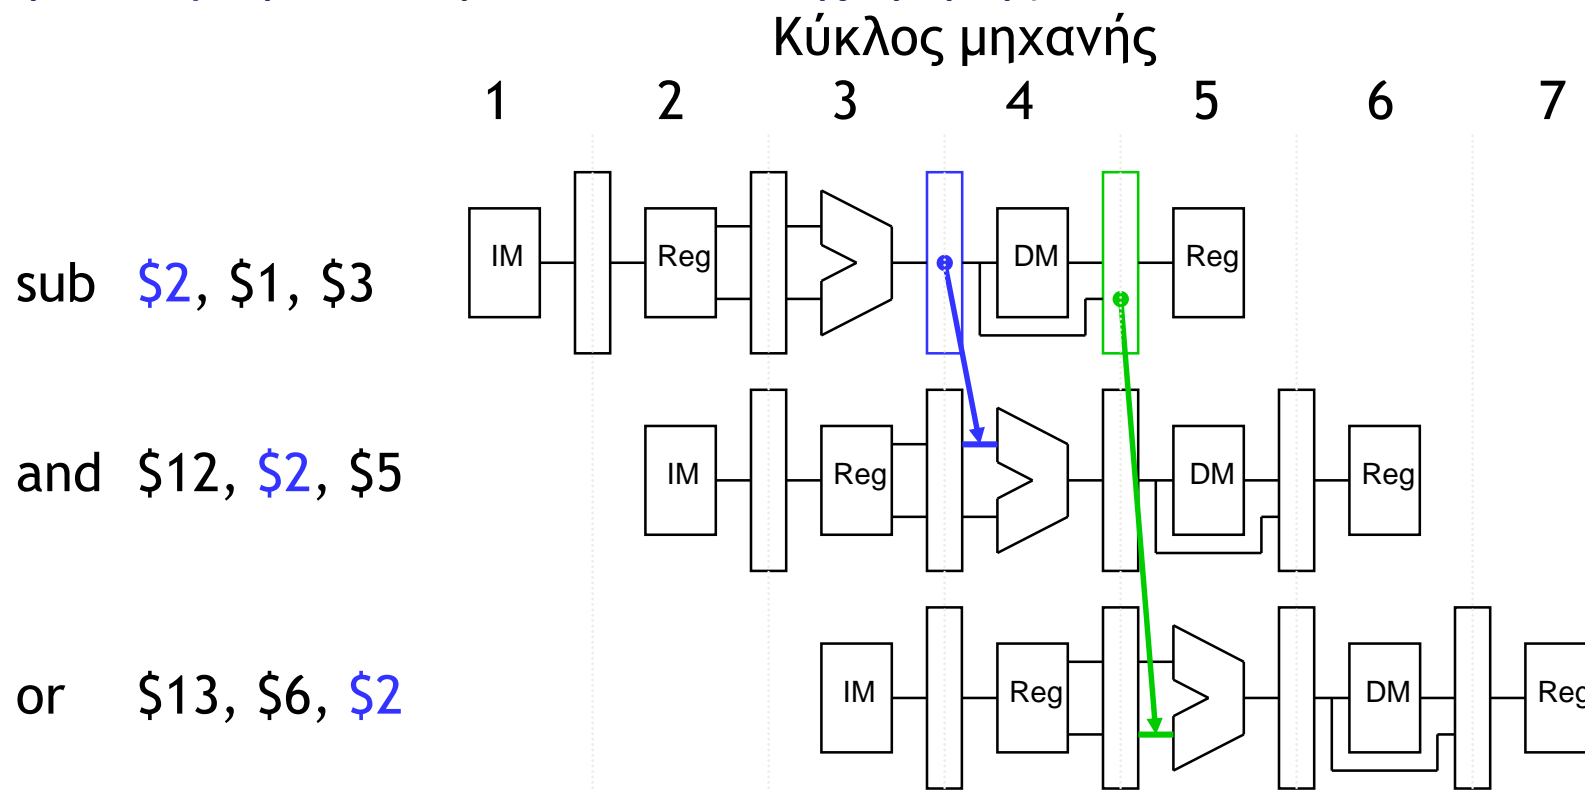 Κύκλος μηχανής
1 2 3 4 5 6 7
IM Reg DM Reg
sub $2, $1, $3
IM Reg DM Reg
and $12, $2, $5
IM Reg DM Reg
or $13, $6, $2